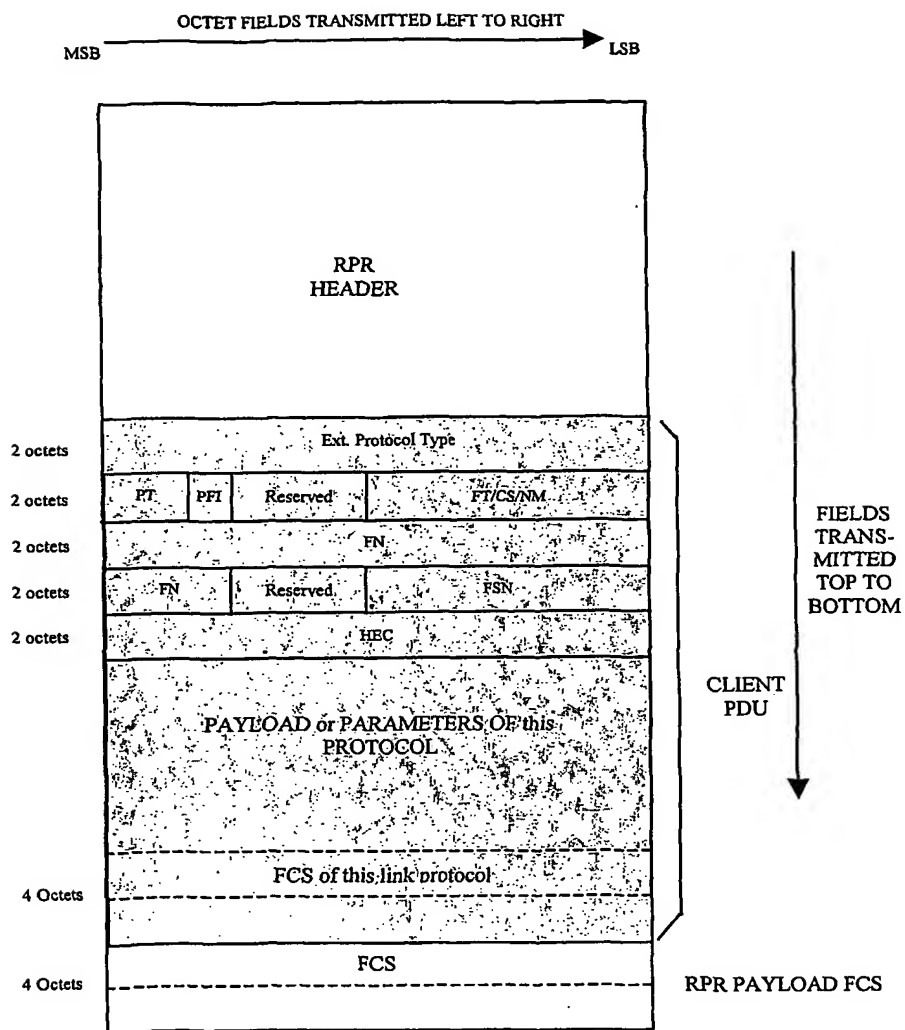 OCTET FIELDS TRANSMITTED LEFT TO RIGHT
MSB
LSB
RPR
HEADER
2 octets
Ext. Protocol Type
2 octets
PT
PFI
Reserved
FT/CS/NM
2 octets
FN
2 octets
FN
Reserved
FSN
2 octets
HEC
PAYLOAD or PARAMETERS OF this
PROTOCOL
FCS of this link protocol
4 Octets
FCS
4 Octets
CLIENT
PDU
FIELDS
TRANS-
MITTED
TOP TO
BOTTOM
RPR PAYLOAD FCS